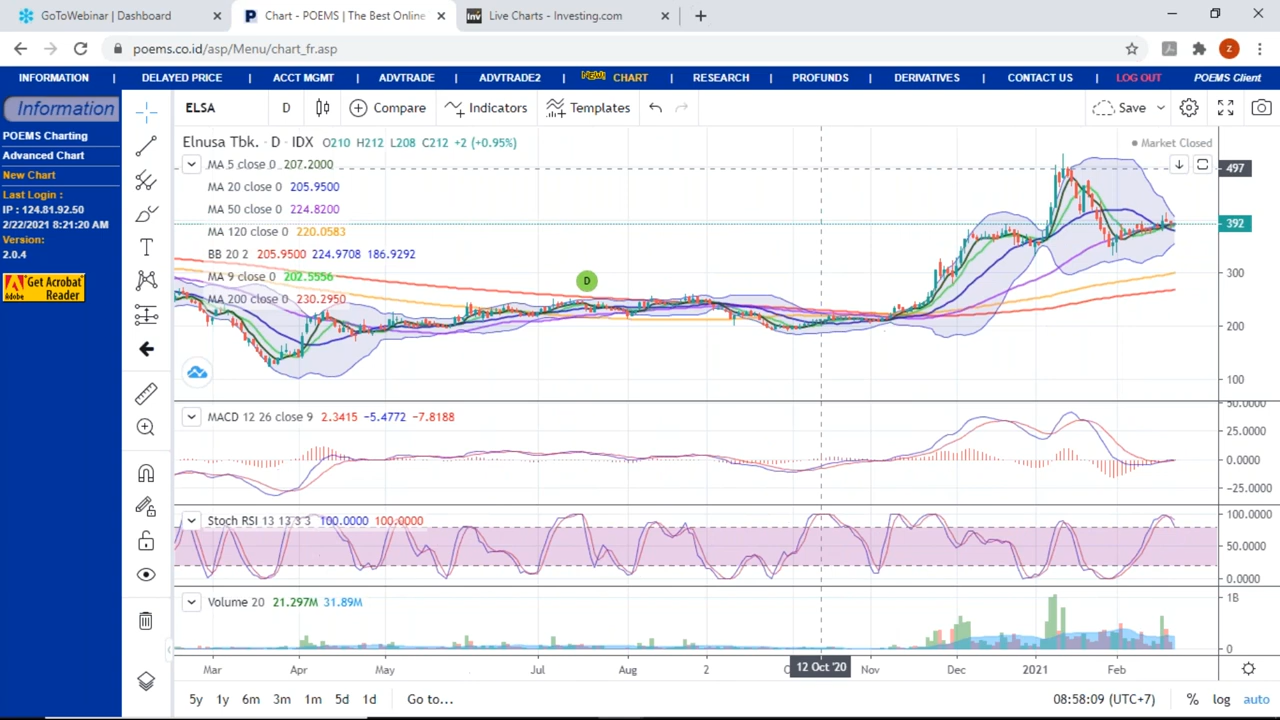 GoToWebinar | Dashboard
Chart - POEMS | The Best Online
Live Charts - Investing.com
poems.co.id/asp/Menu/chart_fr.asp
INFORMATION | DELAYED PRICE | ACCT MGMT | ADVTRADE | ADVTRADE2 | NEW! CHART | RESEARCH | PROFUNDS | DERIVATIVES | CONTACT US | LOG OUT POEMS Client
Information
POEMS Charting
Advanced Chart
New Chart
Last Login :
IP : 124.81.92.50
2/22/2021 8:21:20 AM
Version:
2.0.4
Get Acrobat
Reader
Adobe
ELSA D Compare Indicators Templates Save
Elnusa Tbk. · D · IDX O210 H212 L208 C212 +2 (+0.95%)
Market Closed
MA 5 close 0 207.2000
MA 20 close 0 205.9500
MA 50 close 0 224.8200
MA 120 close 0 220.0583
BB 20 2 205.9500 224.9708 186.9292
MA 9 close 0 202.5556
MA 200 close 0 230.2950
D
497
392
300
200
100
MACD 12 26 close 9 2.3415 −5.4772 −7.8188
50.0000
25.0000
0.0000
−25.0000
Stoch RSI 13 13 3 3 100.0000 100.0000
100.0000
50.0000
0.0000
Volume 20 21.297M 31.89M
1B
0
Mar Apr May Jul Aug 2 12 Oct '20 Nov Dec 2021 Feb
5y 1y 6m 3m 1m 5d 1d Go to... 08:58:09 (UTC+7) % log auto